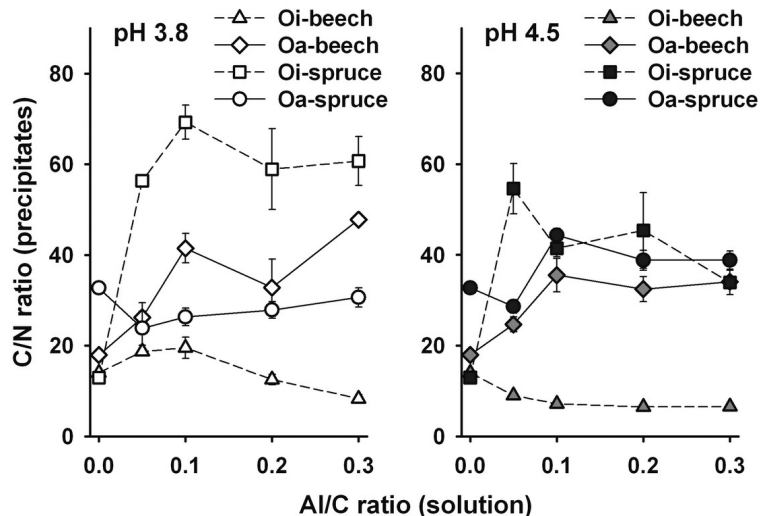 pH 3.8
Oi-beech
Oa-beech
Oi-spruce
Oa-spruce
pH 4.5
Oi-beech
Oa-beech
Oi-spruce
Oa-spruce
C/N ratio (precipitates)
80
60
40
20
0
80
60
40
20
0
0.0 0.1 0.2 0.3
0.0 0.1 0.2 0.3
Al/C ratio (solution)